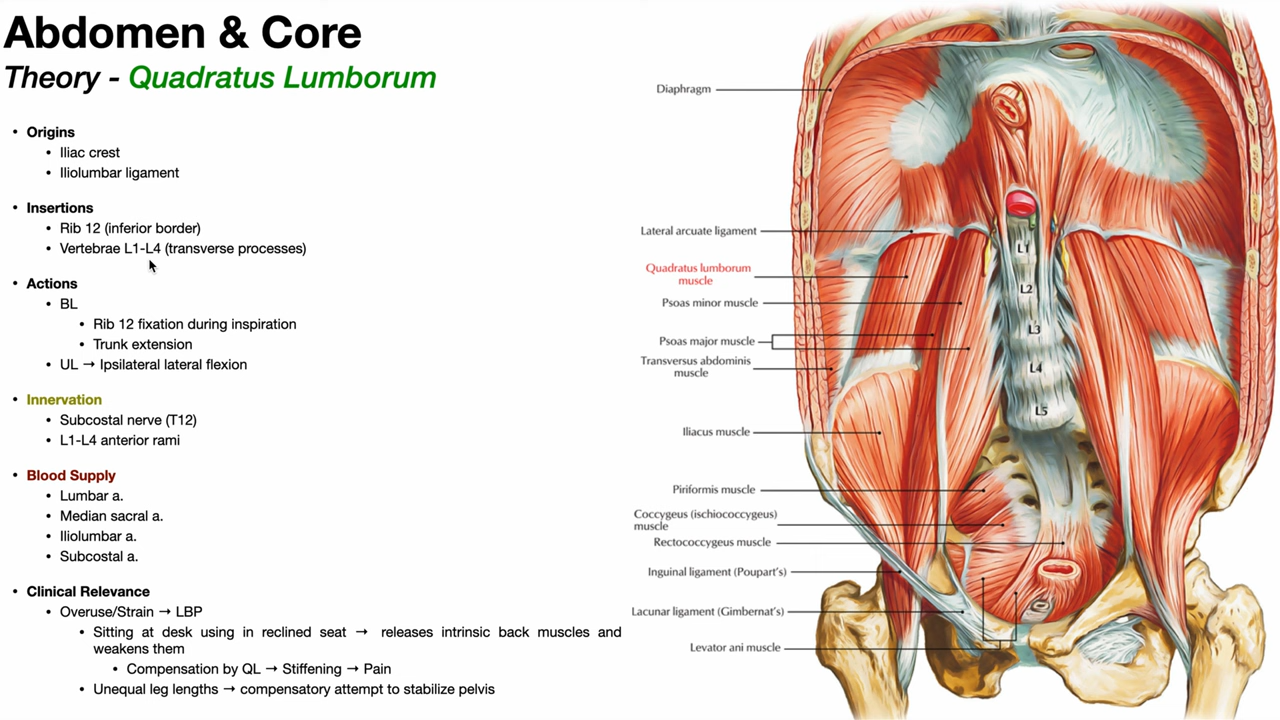 Abdomen & Core
Theory - Quadratus Lumborum
• Origins
• Iliac crest
• Iliolumbar ligament
• Insertions
• Rib 12 (inferior border)
• Vertebrae L1-L4 (transverse processes)
• Actions
• BL
• Rib 12 fixation during inspiration
• Trunk extension
• UL → Ipsilateral lateral flexion
• Innervation
• Subcostal nerve (T12)
• L1-L4 anterior rami
• Blood Supply
• Lumbar a.
• Median sacral a.
• Iliolumbar a.
• Subcostal a.
• Clinical Relevance
• Overuse/Strain → LBP
• Sitting at desk using in reclined seat → releases intrinsic back muscles and
weakens them
• Compensation by QL → Stiffening → Pain
• Unequal leg lengths → compensatory attempt to stabilize pelvis
Diaphragm
Lateral arcuate ligament
Quadratus lumborum
muscle
Psoas minor muscle
Psoas major muscle
Transversus abdominis
muscle
Iliacus muscle
Piriformis muscle
Coccygeus (ischiococcygeus)
muscle
Rectococcygeus muscle
Inguinal ligament (Poupart's)
Lacunar ligament (Gimbernat's)
Levator ani muscle
L1
L2
L3
L4
L5